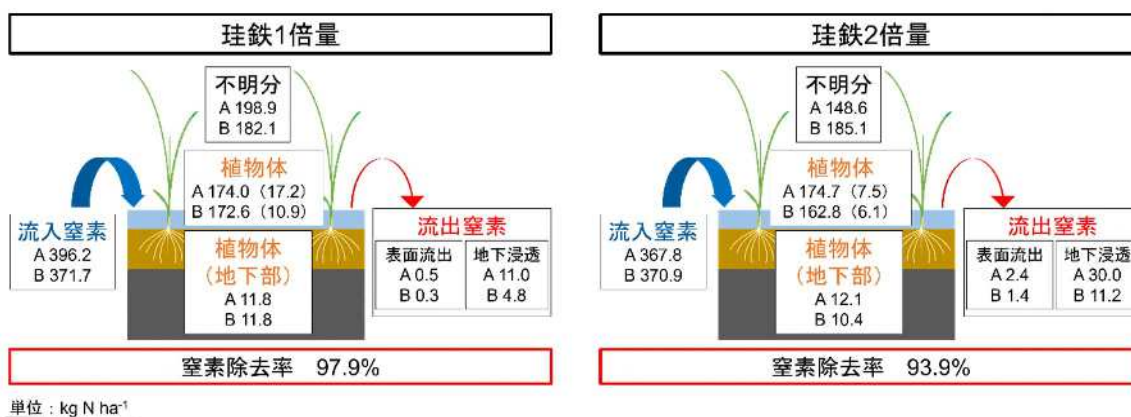 珪鉄1倍量
不明分
A 198.9
B 182.1
植物体
A 174.0（17.2）
B 172.6（10.9）
流入窒素
A 396.2
B 371.7
植物体
（地下部）
A 11.8
B 11.8
流出窒素
表面流出
A 0.5
B 0.3
地下浸透
A 11.0
B 4.8
窒素除去率 97.9%
珪鉄2倍量
不明分
A 148.6
B 185.1
植物体
A 174.7（7.5）
B 162.8（6.1）
流入窒素
A 367.8
B 370.9
植物体
（地下部）
A 12.1
B 10.4
流出窒素
表面流出
A 2.4
B 1.4
地下浸透
A 30.0
B 11.2
窒素除去率 93.9%
単位：kg N ha⁻¹